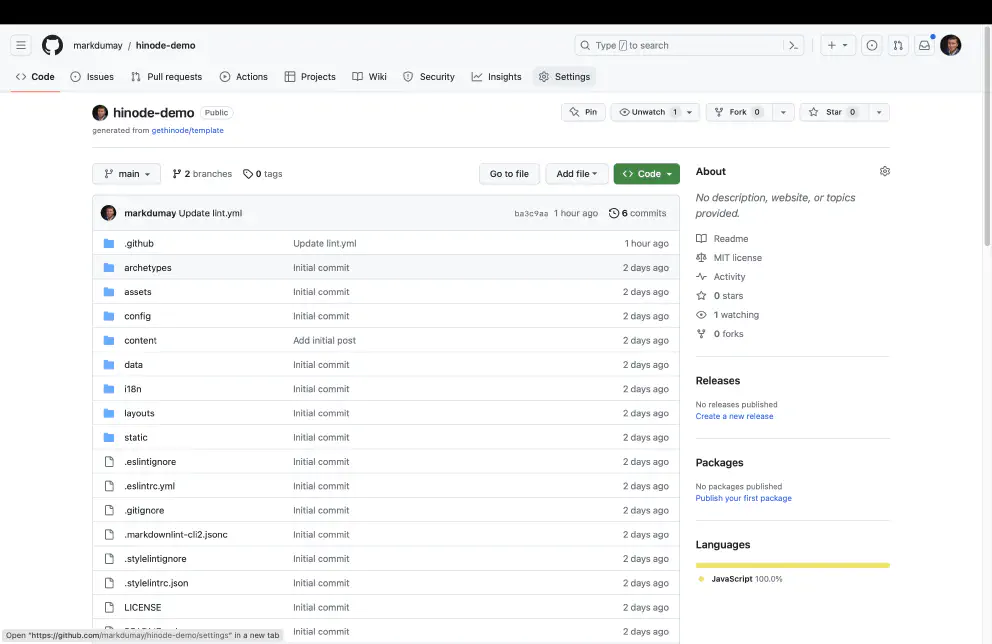 markdumay / hinode-demo
Type / to search
Code Issues Pull requests Actions Projects Wiki Security Insights Settings
hinode-demo Public
Pin Unwatch 1 Fork 0 Star 0
generated from gethinode/template
main 2 branches 0 tags Go to file Add file Code
markdumay Update lint.yml ba3c9aa 1 hour ago 6 commits
.github Update lint.yml 1 hour ago
archetypes Initial commit 2 days ago
assets Initial commit 2 days ago
config Initial commit 2 days ago
content Add initial post 2 days ago
data Initial commit 2 days ago
i18n Initial commit 2 days ago
layouts Initial commit 2 days ago
static Initial commit 2 days ago
.eslintignore Initial commit 2 days ago
.eslintrc.yml Initial commit 2 days ago
.gitignore Initial commit 2 days ago
.markdownlint-cli2.jsonc Initial commit 2 days ago
.stylelintignore Initial commit 2 days ago
.stylelintrc.json Initial commit 2 days ago
LICENSE Initial commit 2 days ago
Initial commit 2 days ago
About
No description, website, or topics
provided.
Readme
MIT license
Activity
0 stars
1 watching
0 forks
Releases
No releases published
Create a new release
Packages
No packages published
Publish your first package
Languages
JavaScript 100.0%
Open "https://github.com/markdumay/hinode-demo/settings" in a new tab